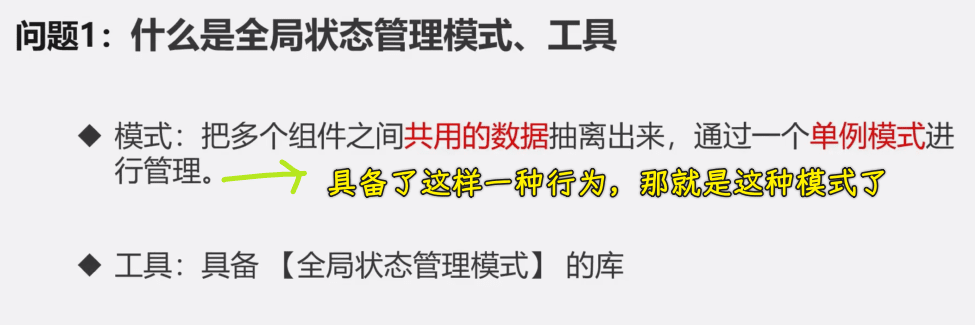 问题1：什么是全局状态管理模式、工具
◆ 模式：把多个组件之间共用的数据抽离出来，通过一个单例模式进
行管理。
具备了这样一种行为，那就是这种模式了
◆ 工具：具备 【全局状态管理模式】 的库